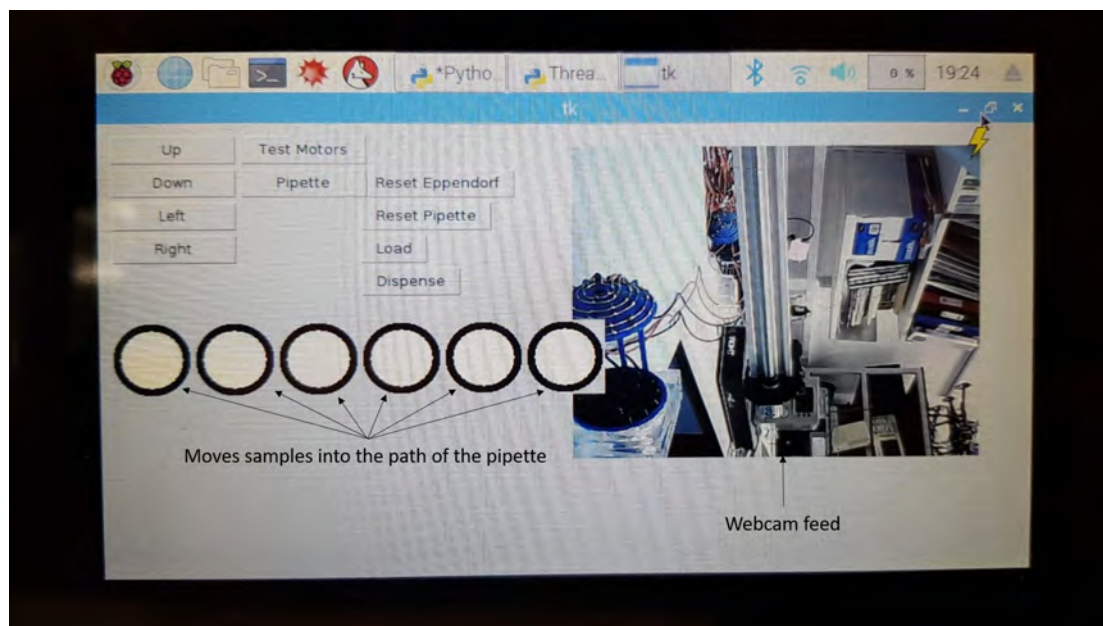 *Pytho..
Threa..
tk
0 %
19:24
tk
Up
Test Motors
Down
Pipette
Reset Eppendorf
Left
Reset Pipette
Right
Load
Dispense
Moves samples into the path of the pipette
Webcam feed